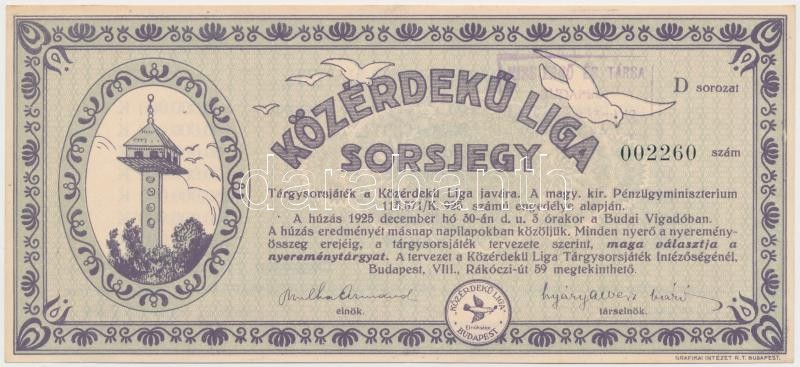 KÖZÉRDEKŰ LIGA
SORSJEGY
D sorozat
002260 szám
Tárgysorsjáték a Közérdekű Liga javára. A magy. kir. Pénzügyminiszterium
925. számú engedélye alapján.
A húzás 1925 december hó 30-án d. u. 3 órakor a Budai Vigadóban.
A húzás eredményét másnap napilapokban közöljük. Minden nyerő a nyeremény-
összeg erejéig, a tárgysorsjáték tervezete szerint, maga választja a
nyereménytárgyat. A tervezet a Közérdekű Liga Tárgysorsjáték Intézőségénél,
Budapest, VIII., Rákóczi-út 59 megtekinthető.
elnök.
"KÖZÉRDEKŰ LIGA"
Elnöksége
BUDAPEST
társelnök.
GRAFIKAI INTÉZET R. T. BUDAPEST.
darabanth